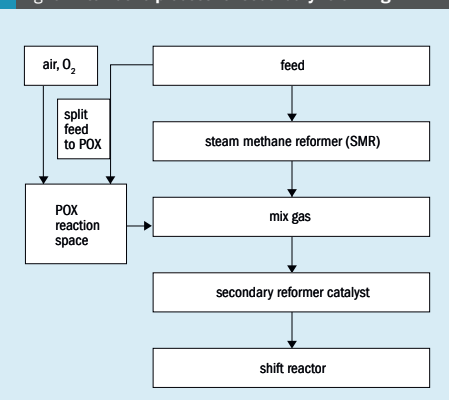 air, O₂
feed
split
feed
to POX
steam methane reformer (SMR)
POX
reaction
space
mix gas
secondary reformer catalyst
shift reactor